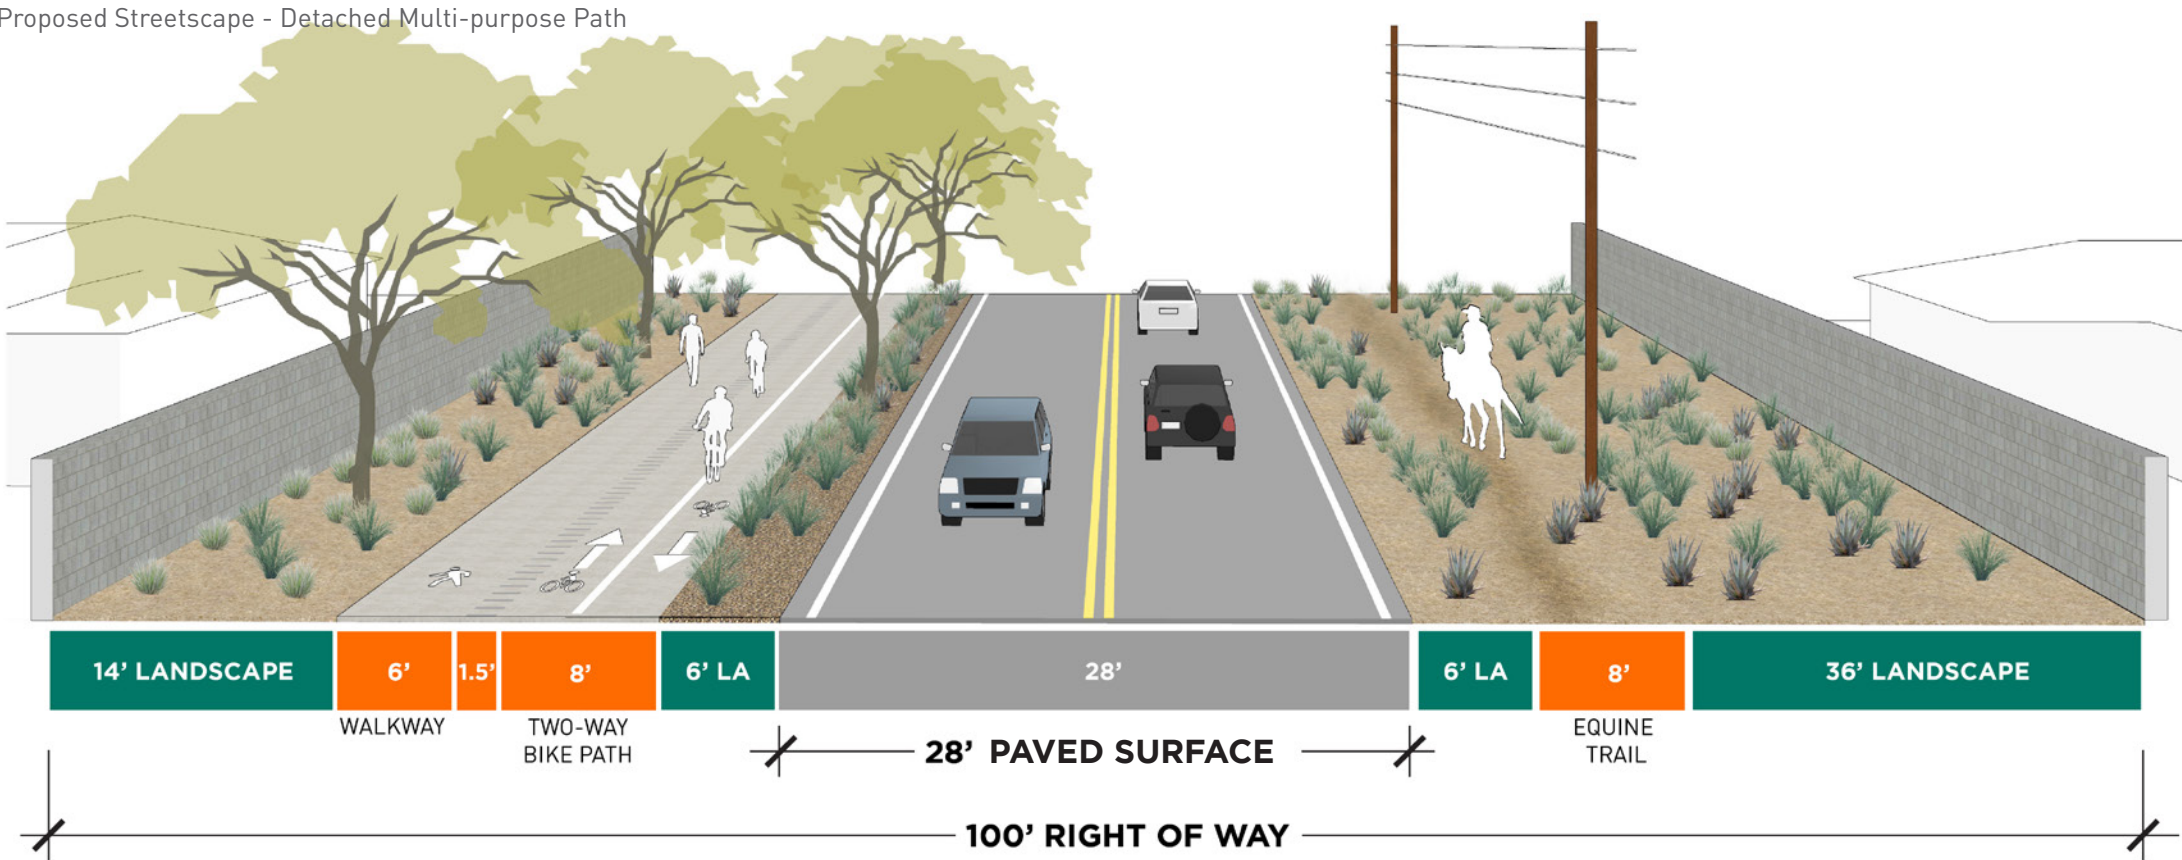 Proposed Streetscape - Detached Multi-purpose Path
14’ LANDSCAPE
6’
1.5’
8’
6’ LA
28’
6’ LA
8’
36’ LANDSCAPE
WALKWAY
TWO-WAY
BIKE PATH
EQUINE
TRAIL
28’ PAVED SURFACE
100’ RIGHT OF WAY